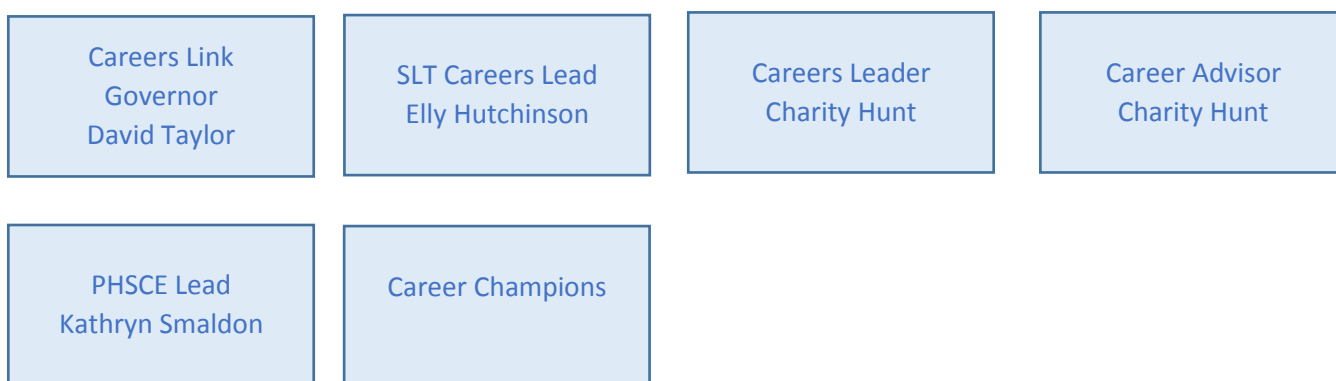 Careers Link
Governor
David Taylor
SLT Careers Lead
Elly Hutchinson
Careers Leader
Charity Hunt
Career Advisor
Charity Hunt
PHSCE Lead
Kathryn Smaldon
Career Champions